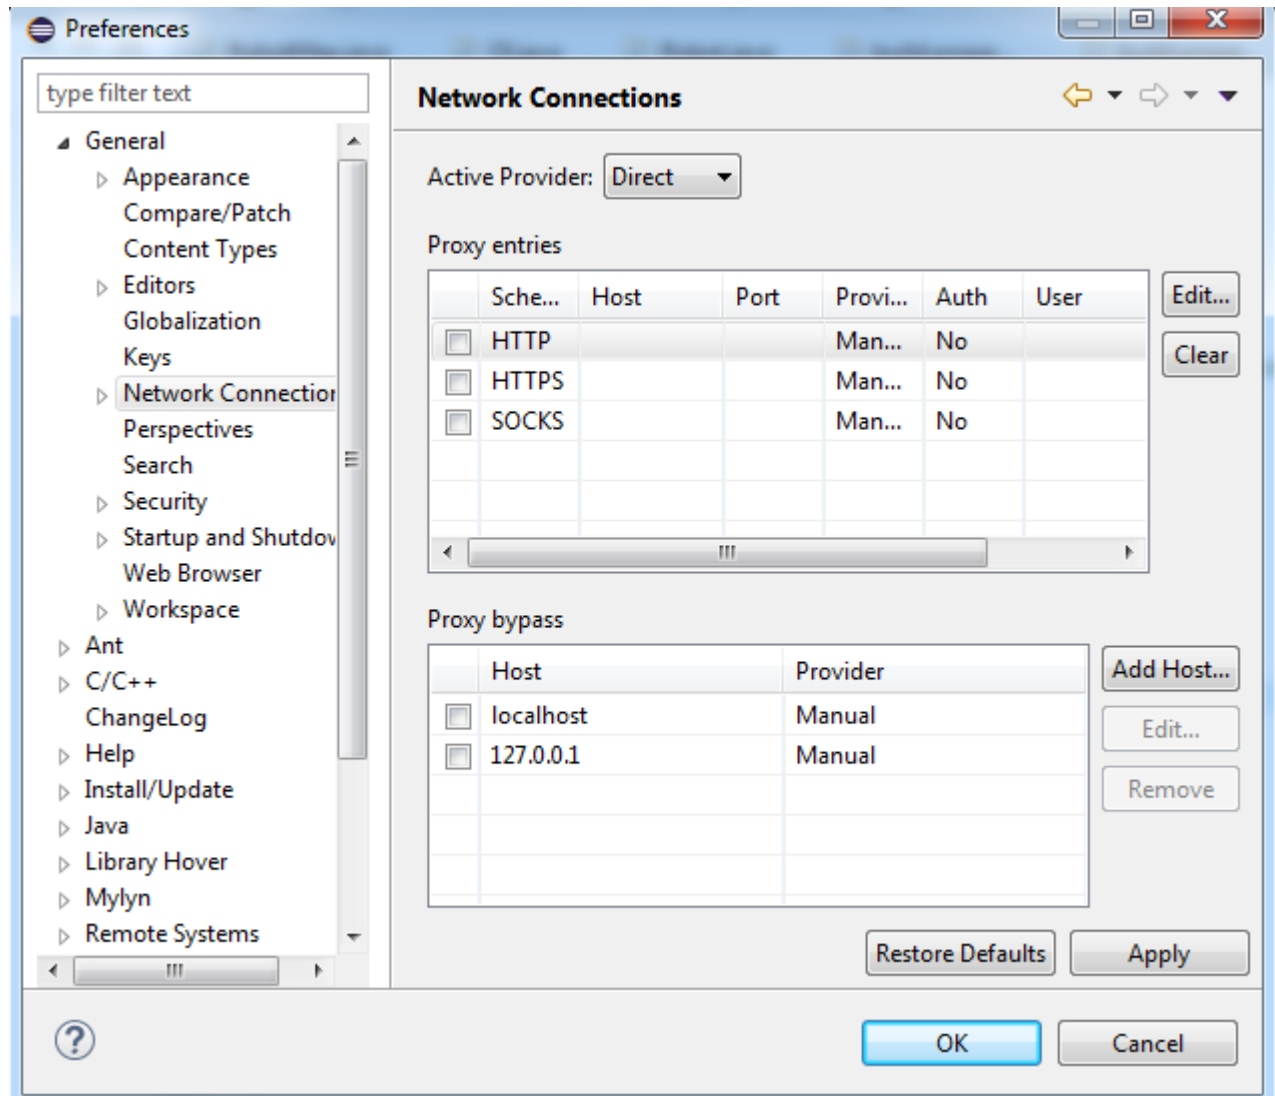 Preferences
type filter text
General
Appearance
Compare/Patch
Content Types
Editors
Globalization
Keys
Network Connection
Perspectives
Search
Security
Startup and Shutdov
Web Browser
Workspace
Ant
C/C++
ChangeLog
Help
Install/Update
Java
Library Hover
Mylyn
Remote Systems
Network Connections
Active Provider: Direct
Proxy entries
Sche... Host Port Provi... Auth User
HTTP Man... No
HTTPS Man... No
SOCKS Man... No
Edit...
Clear
Proxy bypass
Host Provider
localhost Manual
127.0.0.1 Manual
Add Host...
Edit...
Remove
Restore Defaults Apply
OK Cancel